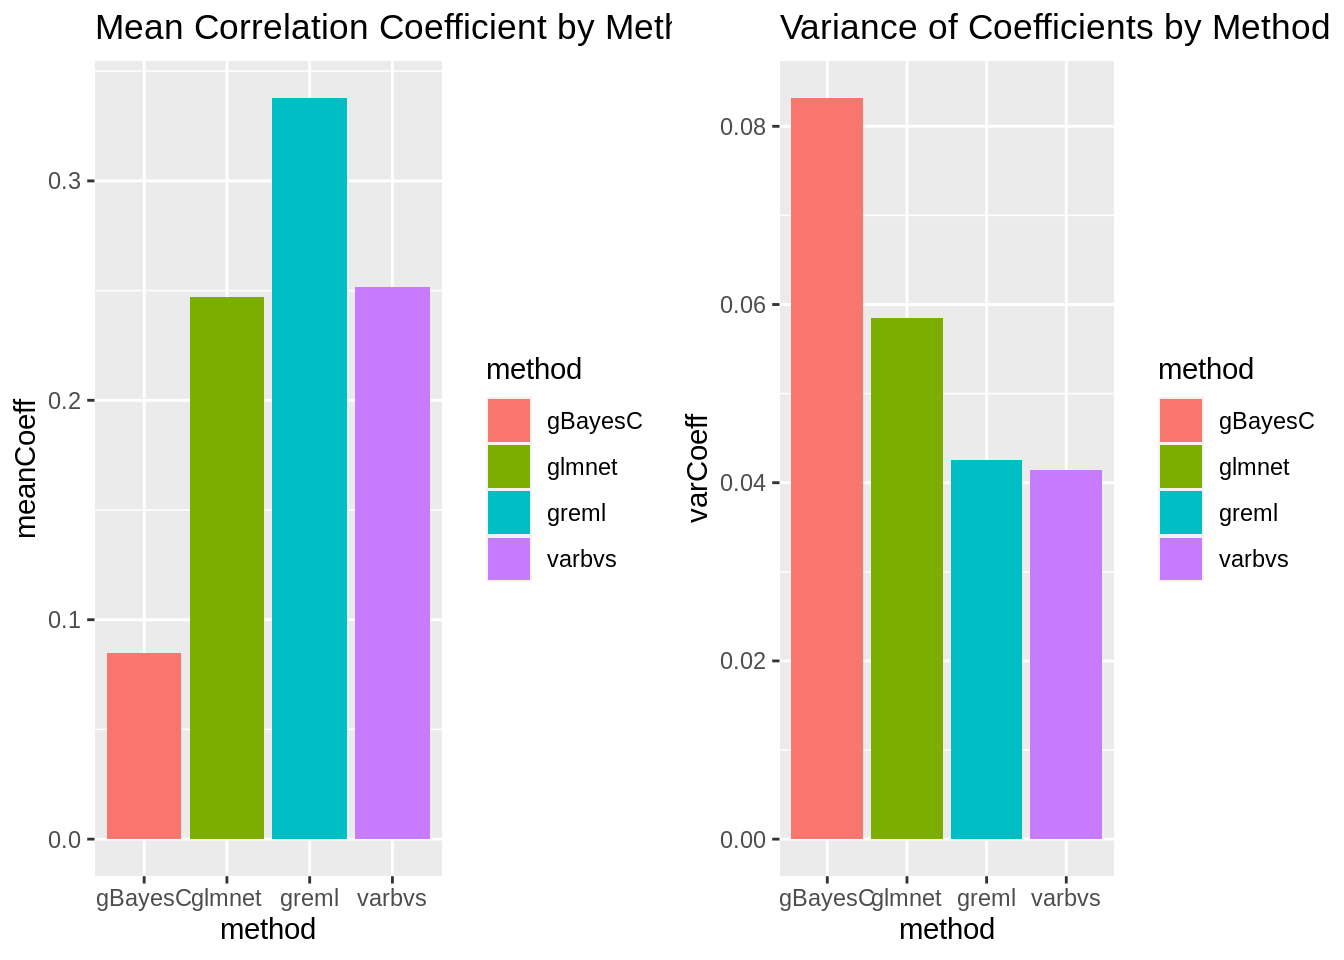 Mean Correlation Coefficient by Meth
meanCoeff
0.3
0.2
0.1
0.0
gBayesC glmnet greml varbvs
method
method
gBayesC
glmnet
greml
varbvs
Variance of Coefficients by Method
varCoeff
0.08
0.06
0.04
0.02
0.00
gBayesC glmnet greml varbvs
method
method
gBayesC
glmnet
greml
varbvs